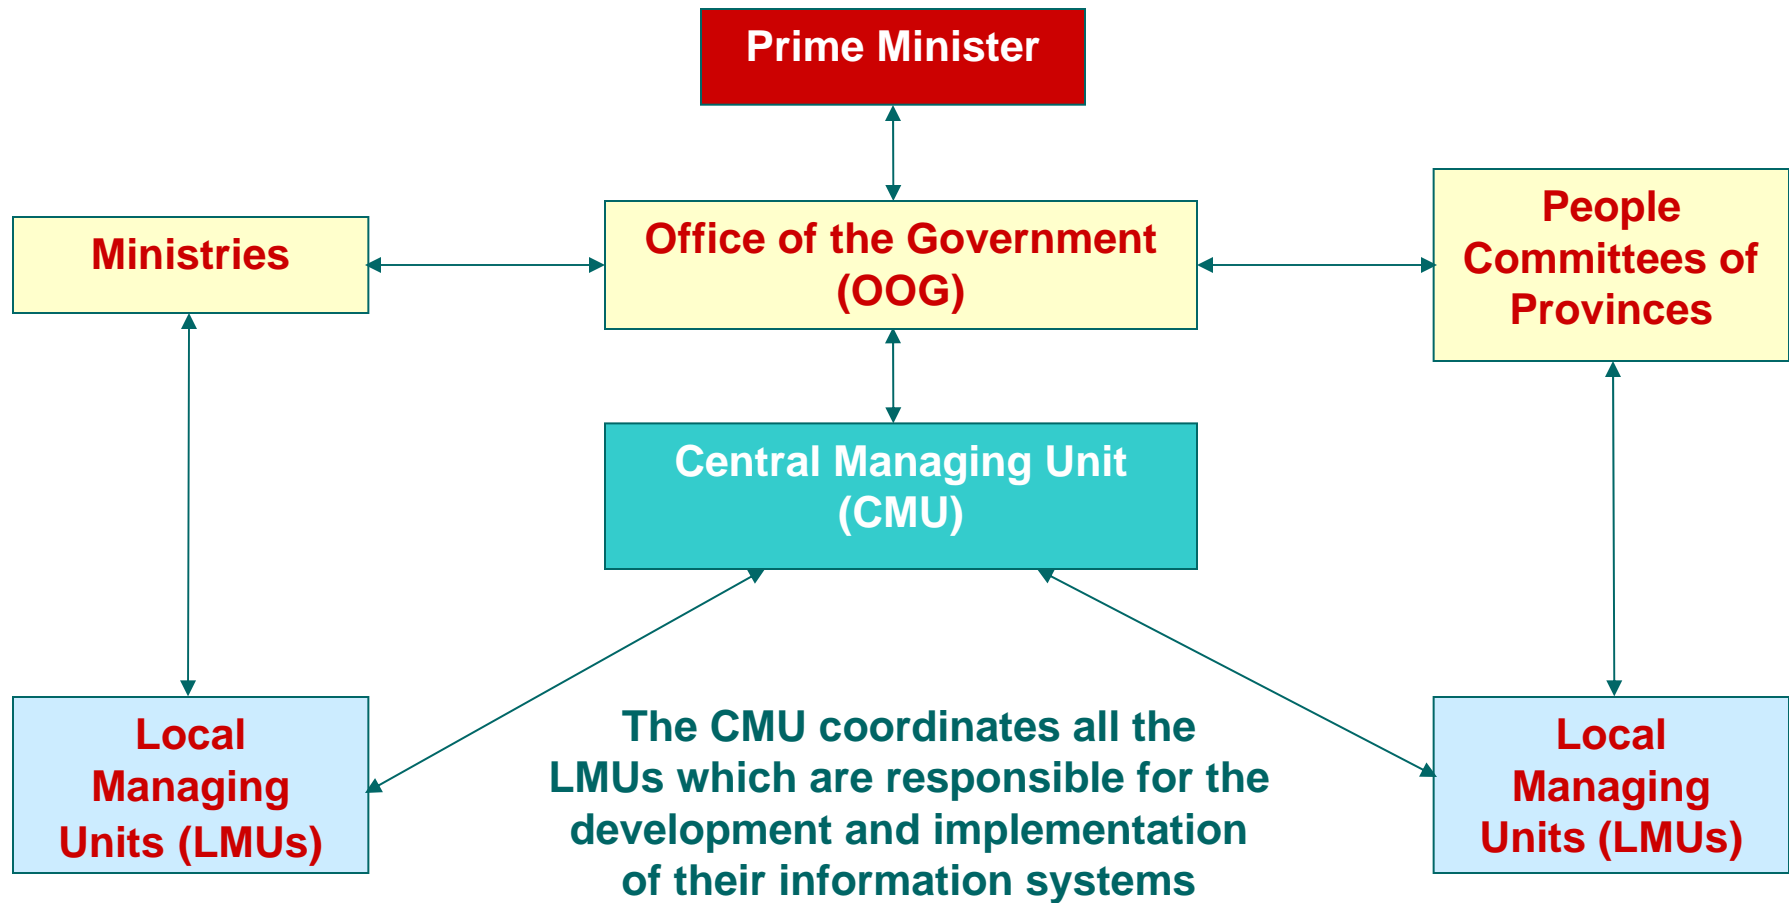 Prime Minister
Ministries
Office of the Government
(OOG)
People
Committees of
Provinces
Central Managing Unit
(CMU)
Local
Managing
Units (LMUs)
The CMU coordinates all the
LMUs which are responsible for the
development and implementation
of their information systems
Local
Managing
Units (LMUs)